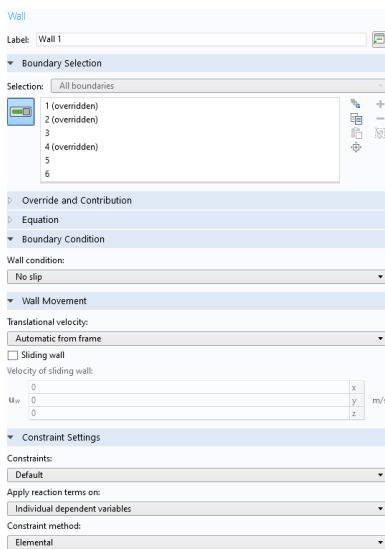 Wall
Label: Wall 1
Boundary Selection
Selection: All boundaries
1 (overridden)
2 (overridden)
3
4 (overridden)
5
6
Override and Contribution
Equation
Boundary Condition
Wall condition:
No slip
Wall Movement
Translational velocity:
Automatic from frame
Sliding wall
Velocity of sliding wall:
0 x
uw 0 y m/s
0 z
Constraint Settings
Constraints:
Default
Apply reaction terms on:
Individual dependent variables
Constraint method:
Elemental